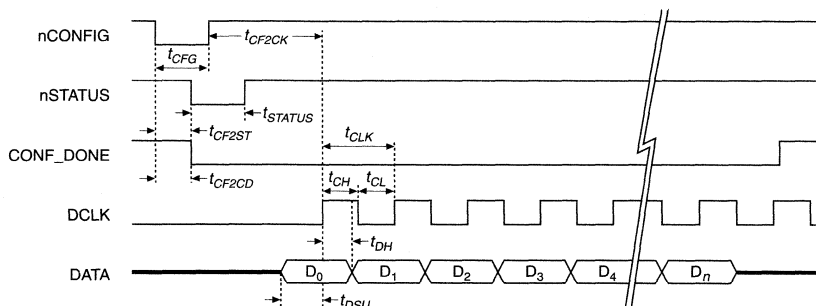 nCONFIG
t_CF2CK
t_CFG
nSTATUS
t_STATUS
t_CF2ST
t_CLK
CONF_DONE
t_CF2CD
t_CH
t_CL
DCLK
t_DH
DATA
D_0 D_1 D_2 D_3 D_4 D_n
t_DSU